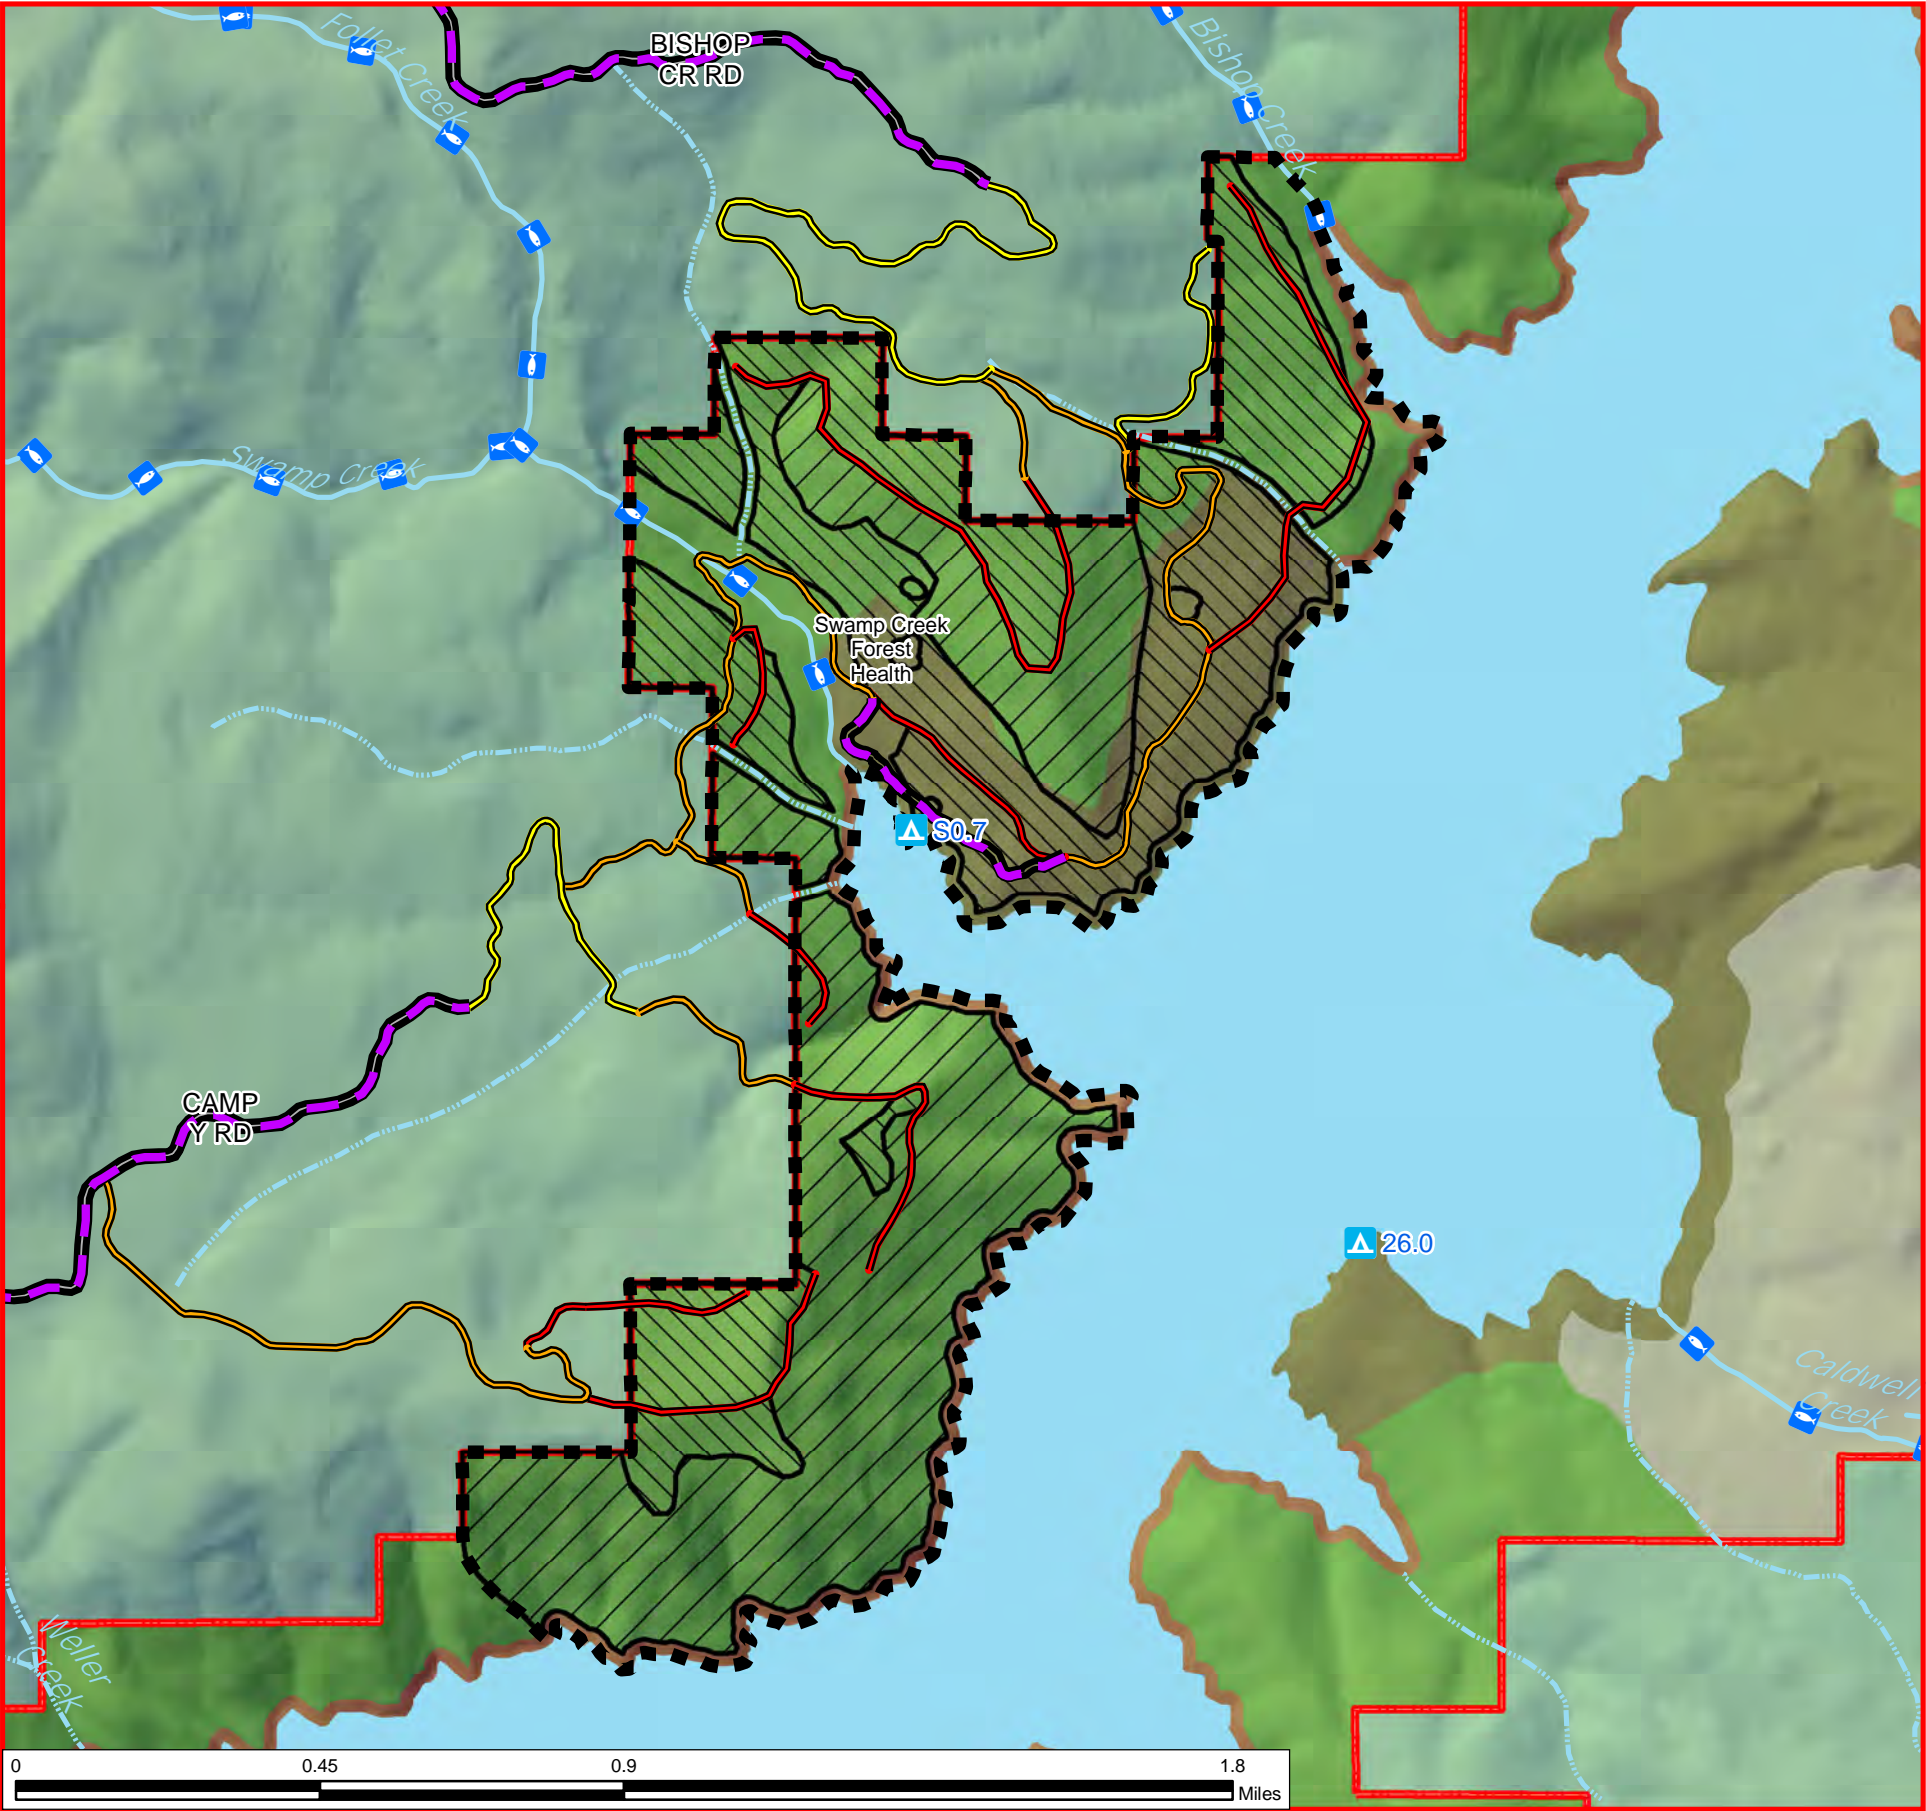 Follet Creek
BISHOP
CR RD
Bishop Creek
Swamp Creek
Swamp Creek
Forest
Health
S0.7
CAMP
Y RD
26.0
Caldwell
Creek
Weller
Creek
0
0.45
0.9
1.8
Miles